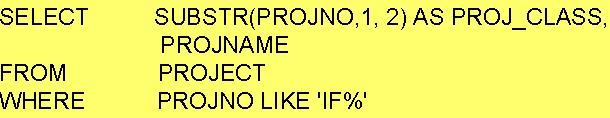 SELECT SUBSTR(PROJNO,1, 2) AS PROJ_CLASS,
PROJNAME
FROM PROJECT
WHERE PROJNO LIKE 'IF%'